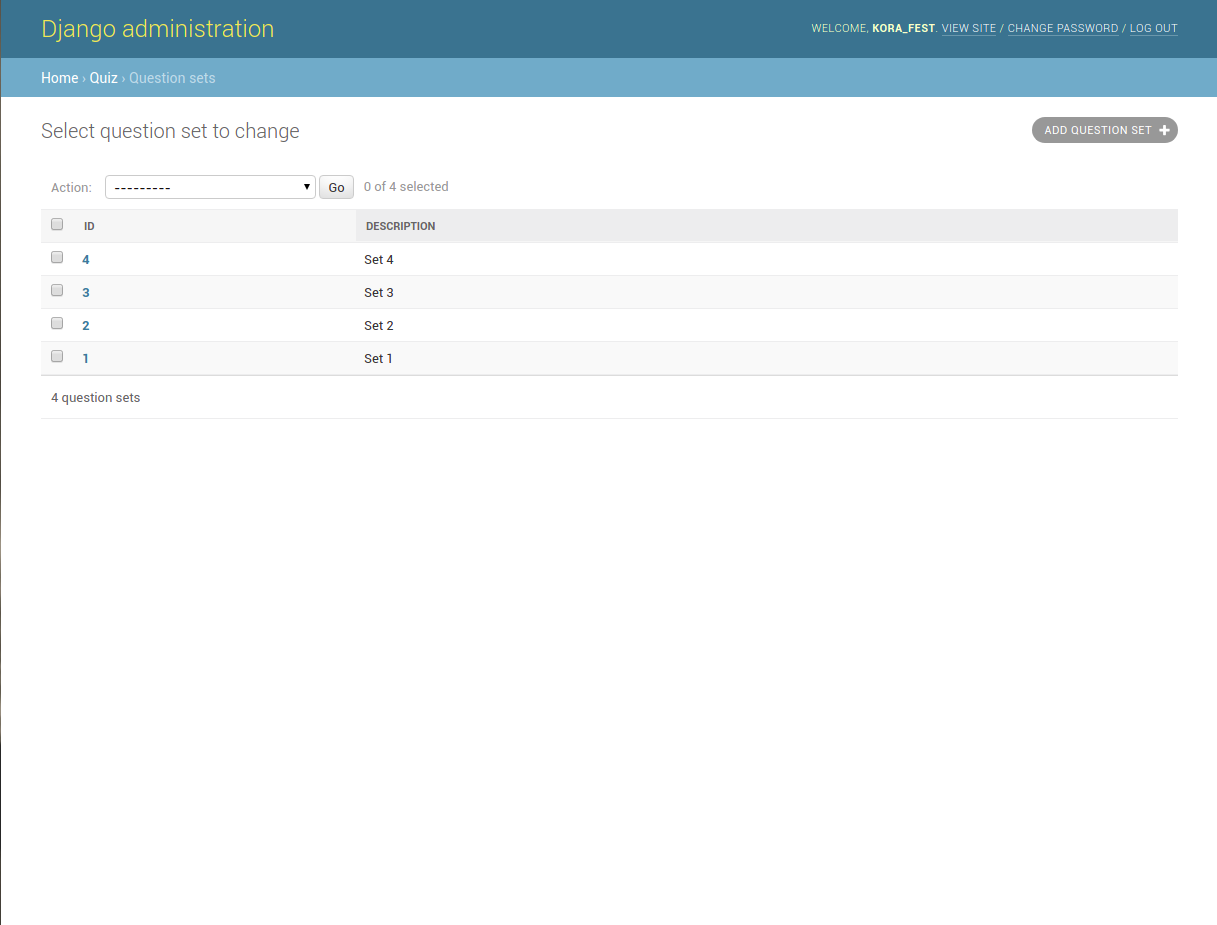 Django administration
WELCOME, KORA_FEST. VIEW SITE / CHANGE PASSWORD / LOG OUT
Home › Quiz › Question sets
Select question set to change
ADD QUESTION SET +
Action: --------- Go 0 of 4 selected
ID DESCRIPTION
4 Set 4
3 Set 3
2 Set 2
1 Set 1
4 question sets